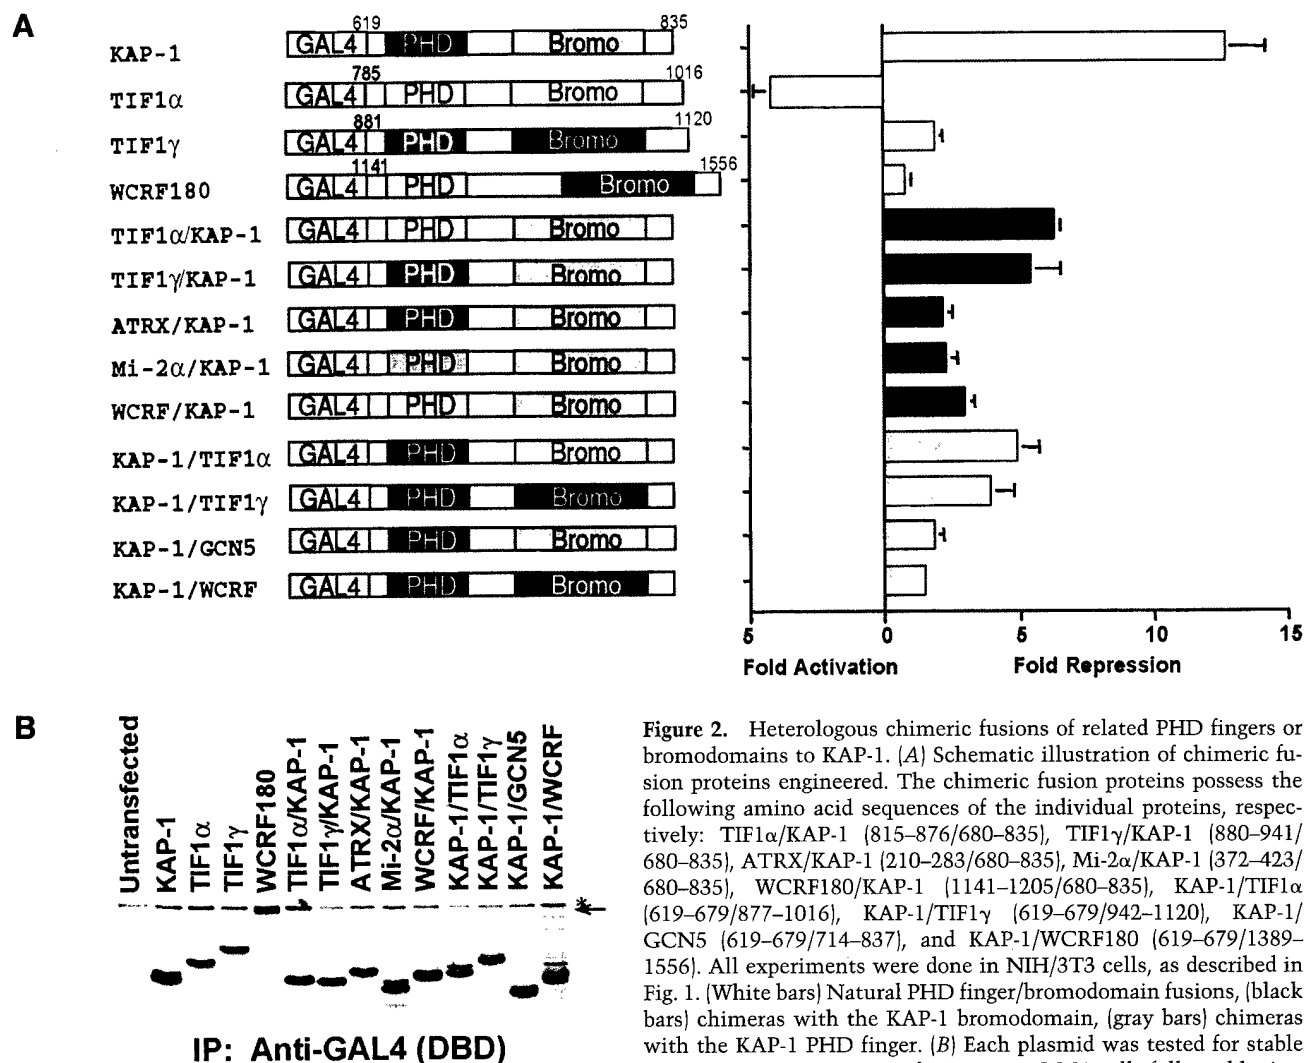 A
619 835
KAP-1 GAL4 PHD Bromo
785 1016
TIF1α GAL4 PHD Bromo
881 1120
TIF1γ GAL4 PHD Bromo
1141 1556
WCRF180 GAL4 PHD Bromo
TIF1α/KAP-1 GAL4 PHD Bromo
TIF1γ/KAP-1 GAL4 PHD Bromo
ATRX/KAP-1 GAL4 PHD Bromo
Mi-2α/KAP-1 GAL4 PHD Bromo
WCRF/KAP-1 GAL4 PHD Bromo
KAP-1/TIF1α GAL4 PHD Bromo
KAP-1/TIF1γ GAL4 PHD Bromo
KAP-1/GCN5 GAL4 PHD Bromo
KAP-1/WCRF GAL4 PHD Bromo
5 0 5 10 15
Fold Activation Fold Repression
B
Untransfected
KAP-1
TIF1α
TIF1γ
WCRF180
TIF1α/KAP-1
TIF1γ/KAP-1
ATRX/KAP-1
Mi-2α/KAP-1
WCRF/KAP-1
KAP-1/TIF1α
KAP-1/TIF1γ
KAP-1/GCN5
KAP-1/WCRF
*
IP: Anti-GAL4 (DBD)
Figure 2. Heterologous chimeric fusions of related PHD fingers or
bromodomains to KAP-1. (A) Schematic illustration of chimeric fu-
sion proteins engineered. The chimeric fusion proteins possess the
following amino acid sequences of the individual proteins, respec-
tively: TIF1α/KAP-1 (815–876/680–835), TIF1γ/KAP-1 (880–941/
680–835), ATRX/KAP-1 (210–283/680–835), Mi-2α/KAP-1 (372–423/
680–835), WCRF180/KAP-1 (1141–1205/680–835), KAP-1/TIF1α
(619–679/877–1016), KAP-1/TIF1γ (619–679/942–1120), KAP-1/
GCN5 (619–679/714–837), and KAP-1/WCRF180 (619–679/1389–
1556). All experiments were done in NIH/3T3 cells, as described in
Fig. 1. (White bars) Natural PHD finger/bromodomain fusions, (black
bars) chimeras with the KAP-1 bromodomain, (gray bars) chimeras
with the KAP-1 PHD finger. (B) Each plasmid was tested for stable